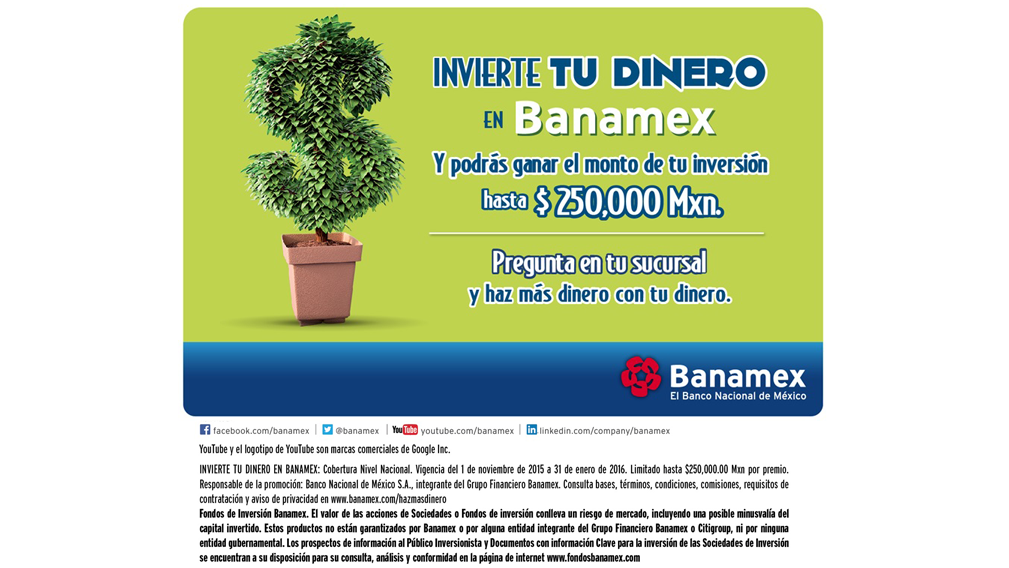 INVIERTE TU DINERO
EN Banamex
Y podrás ganar el monto de tu inversión
hasta $ 250,000 Mxn.
Pregunta en tu sucursal
y haz más dinero con tu dinero.
Banamex
El Banco Nacional de México
facebook.com/banamex | @banamex | YouTube youtube.com/banamex | in linkedin.com/company/banamex
YouTube y el logotipo de YouTube son marcas comerciales de Google Inc.
INVIERTE TU DINERO EN BANAMEX: Cobertura Nivel Nacional. Vigencia del 1 de noviembre de 2015 a 31 de enero de 2016. Limitado hasta $250,000.00 Mxn por premio.
Responsable de la promoción: Banco Nacional de México S.A., integrante del Grupo Financiero Banamex. Consulta bases, términos, condiciones, comisiones, requisitos de
contratación y aviso de privacidad en www.banamex.com/hazmasdinero
Fondos de Inversión Banamex. El valor de las acciones de Sociedades o Fondos de inversión conlleva un riesgo de mercado, incluyendo una posible minusvalía del
capital invertido. Estos productos no están garantizados por Banamex o por alguna entidad integrante del Grupo Financiero Banamex o Citigroup, ni por ninguna
entidad gubernamental. Los prospectos de información al Público Inversionista y Documentos con información Clave para la inversión de las Sociedades de Inversión
se encuentran a su disposición para su consulta, análisis y conformidad en la página de internet www.fondosbanamex.com